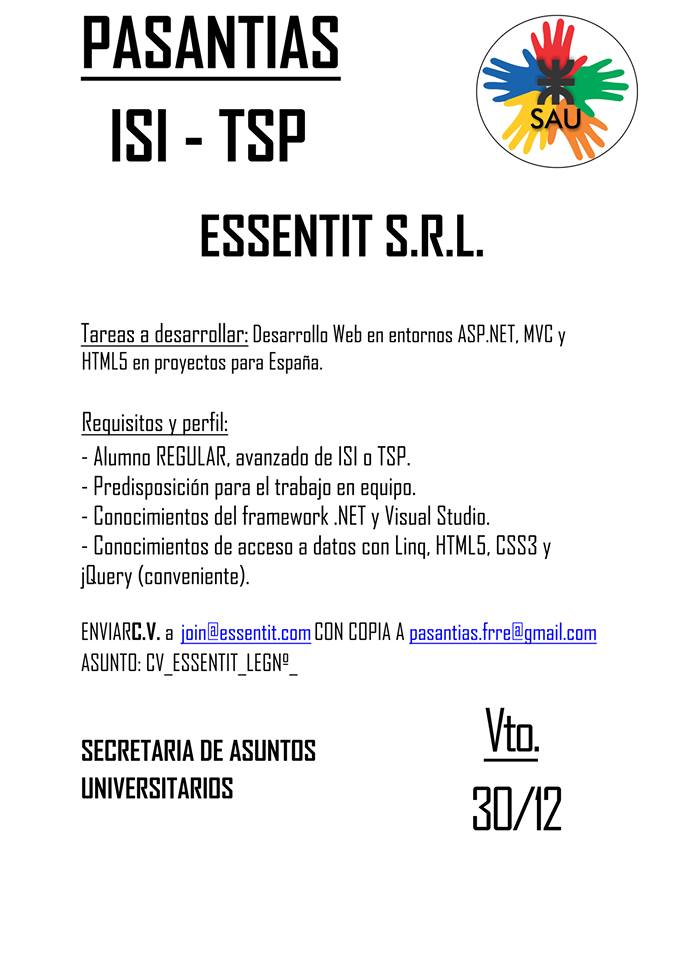 PASANTIAS
ISI - TSP
SAU
ESSENTIT S.R.L.
Tareas a desarrollar: Desarrollo Web en entornos ASP.NET, MVC y
HTML5 en proyectos para España.
Requisitos y perfil:
- Alumno REGULAR, avanzado de ISI o TSP.
- Predisposición para el trabajo en equipo.
- Conocimientos del framework .NET y Visual Studio.
- Conocimientos de acceso a datos con Linq, HTML5, CSS3 y
jQuery (conveniente).
ENVIARC.V. a join@essentit.com CON COPIA A pasantias.frre@gmail.com
ASUNTO: CV_ESSENTIT_LEGNº_
SECRETARIA DE ASUNTOS
UNIVERSITARIOS
Vto.
30/12